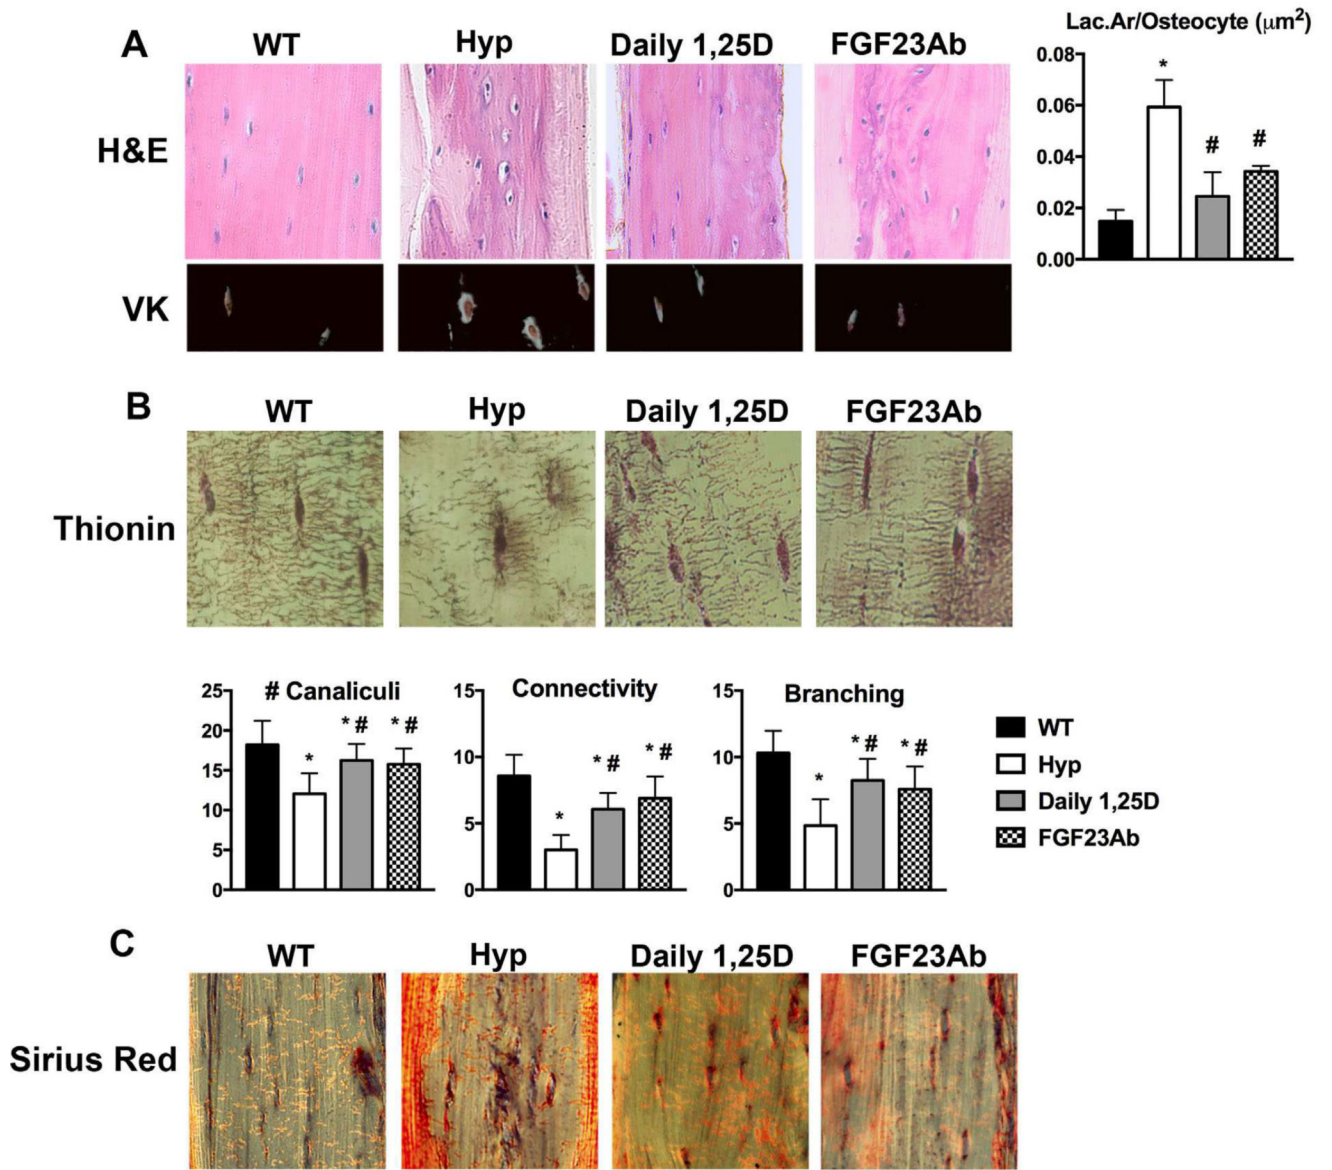 A
WT
Hyp
Daily 1,25D
FGF23Ab
Lac.Ar/Osteocyte (μm²)
H&E
VK
0.08
0.06
0.04
0.02
0.00
*
#
#
B
WT
Hyp
Daily 1,25D
FGF23Ab
Thionin
# Canaliculi
25
20
15
10
5
0
*
* #
* #
Connectivity
15
10
5
0
*
* #
* #
Branching
15
10
5
0
*
* #
* #
WT
Hyp
Daily 1,25D
FGF23Ab
C
WT
Hyp
Daily 1,25D
FGF23Ab
Sirius Red